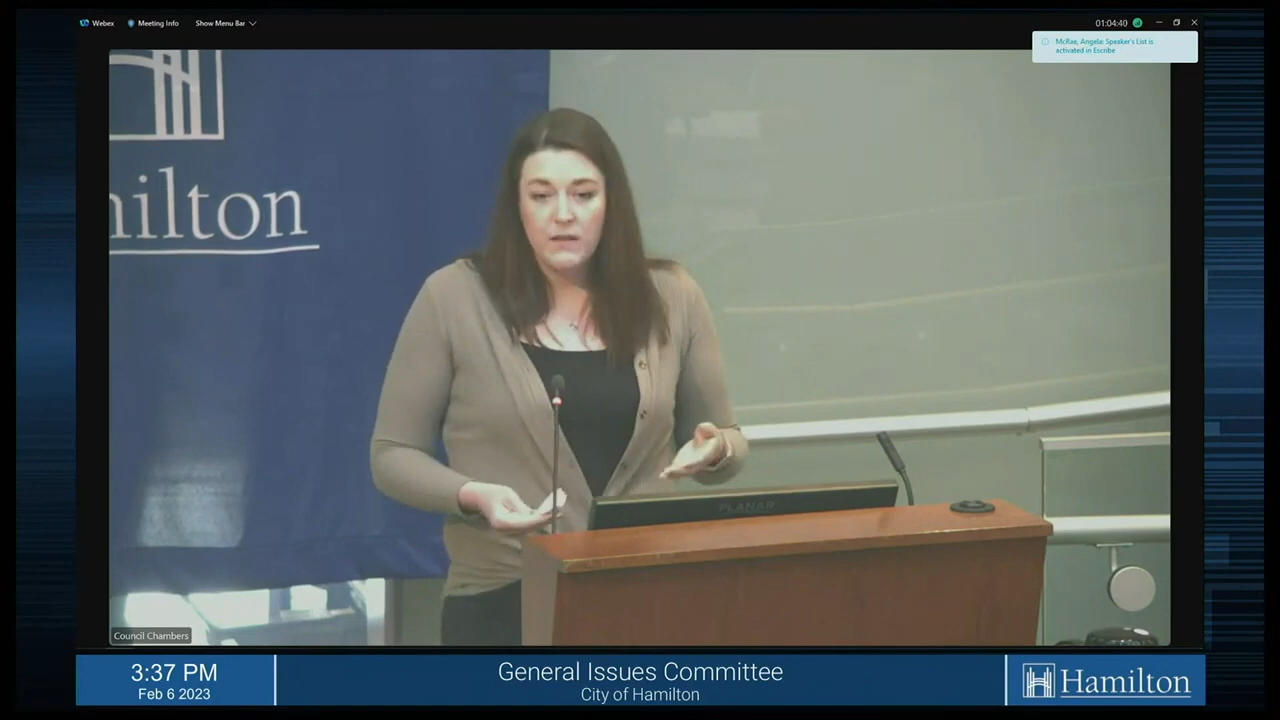 Webex
Meeting Info
Show Menu Bar
01:04:40
McRae, Angela: Speaker's List is
activated in Escribe
milton
PLANAR
Council Chambers
3:37 PM
Feb 6 2023
General Issues Committee
City of Hamilton
Hamilton